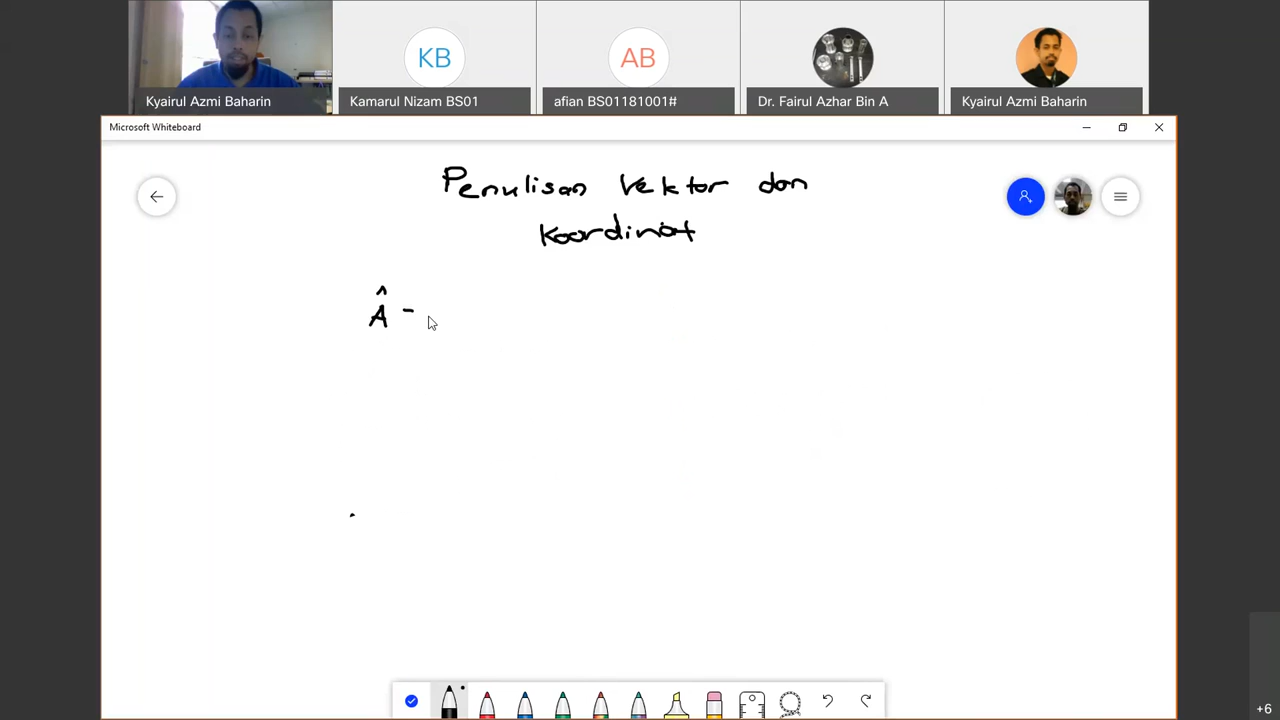 KB
AB
Kyairul Azmi Baharin
Kamarul Nizam BS01
afian BS01181001#
Dr. Fairul Azhar Bin A
Kyairul Azmi Baharin
Microsoft Whiteboard
Penulisan Vektor dan
Koordinat
Â -
+6